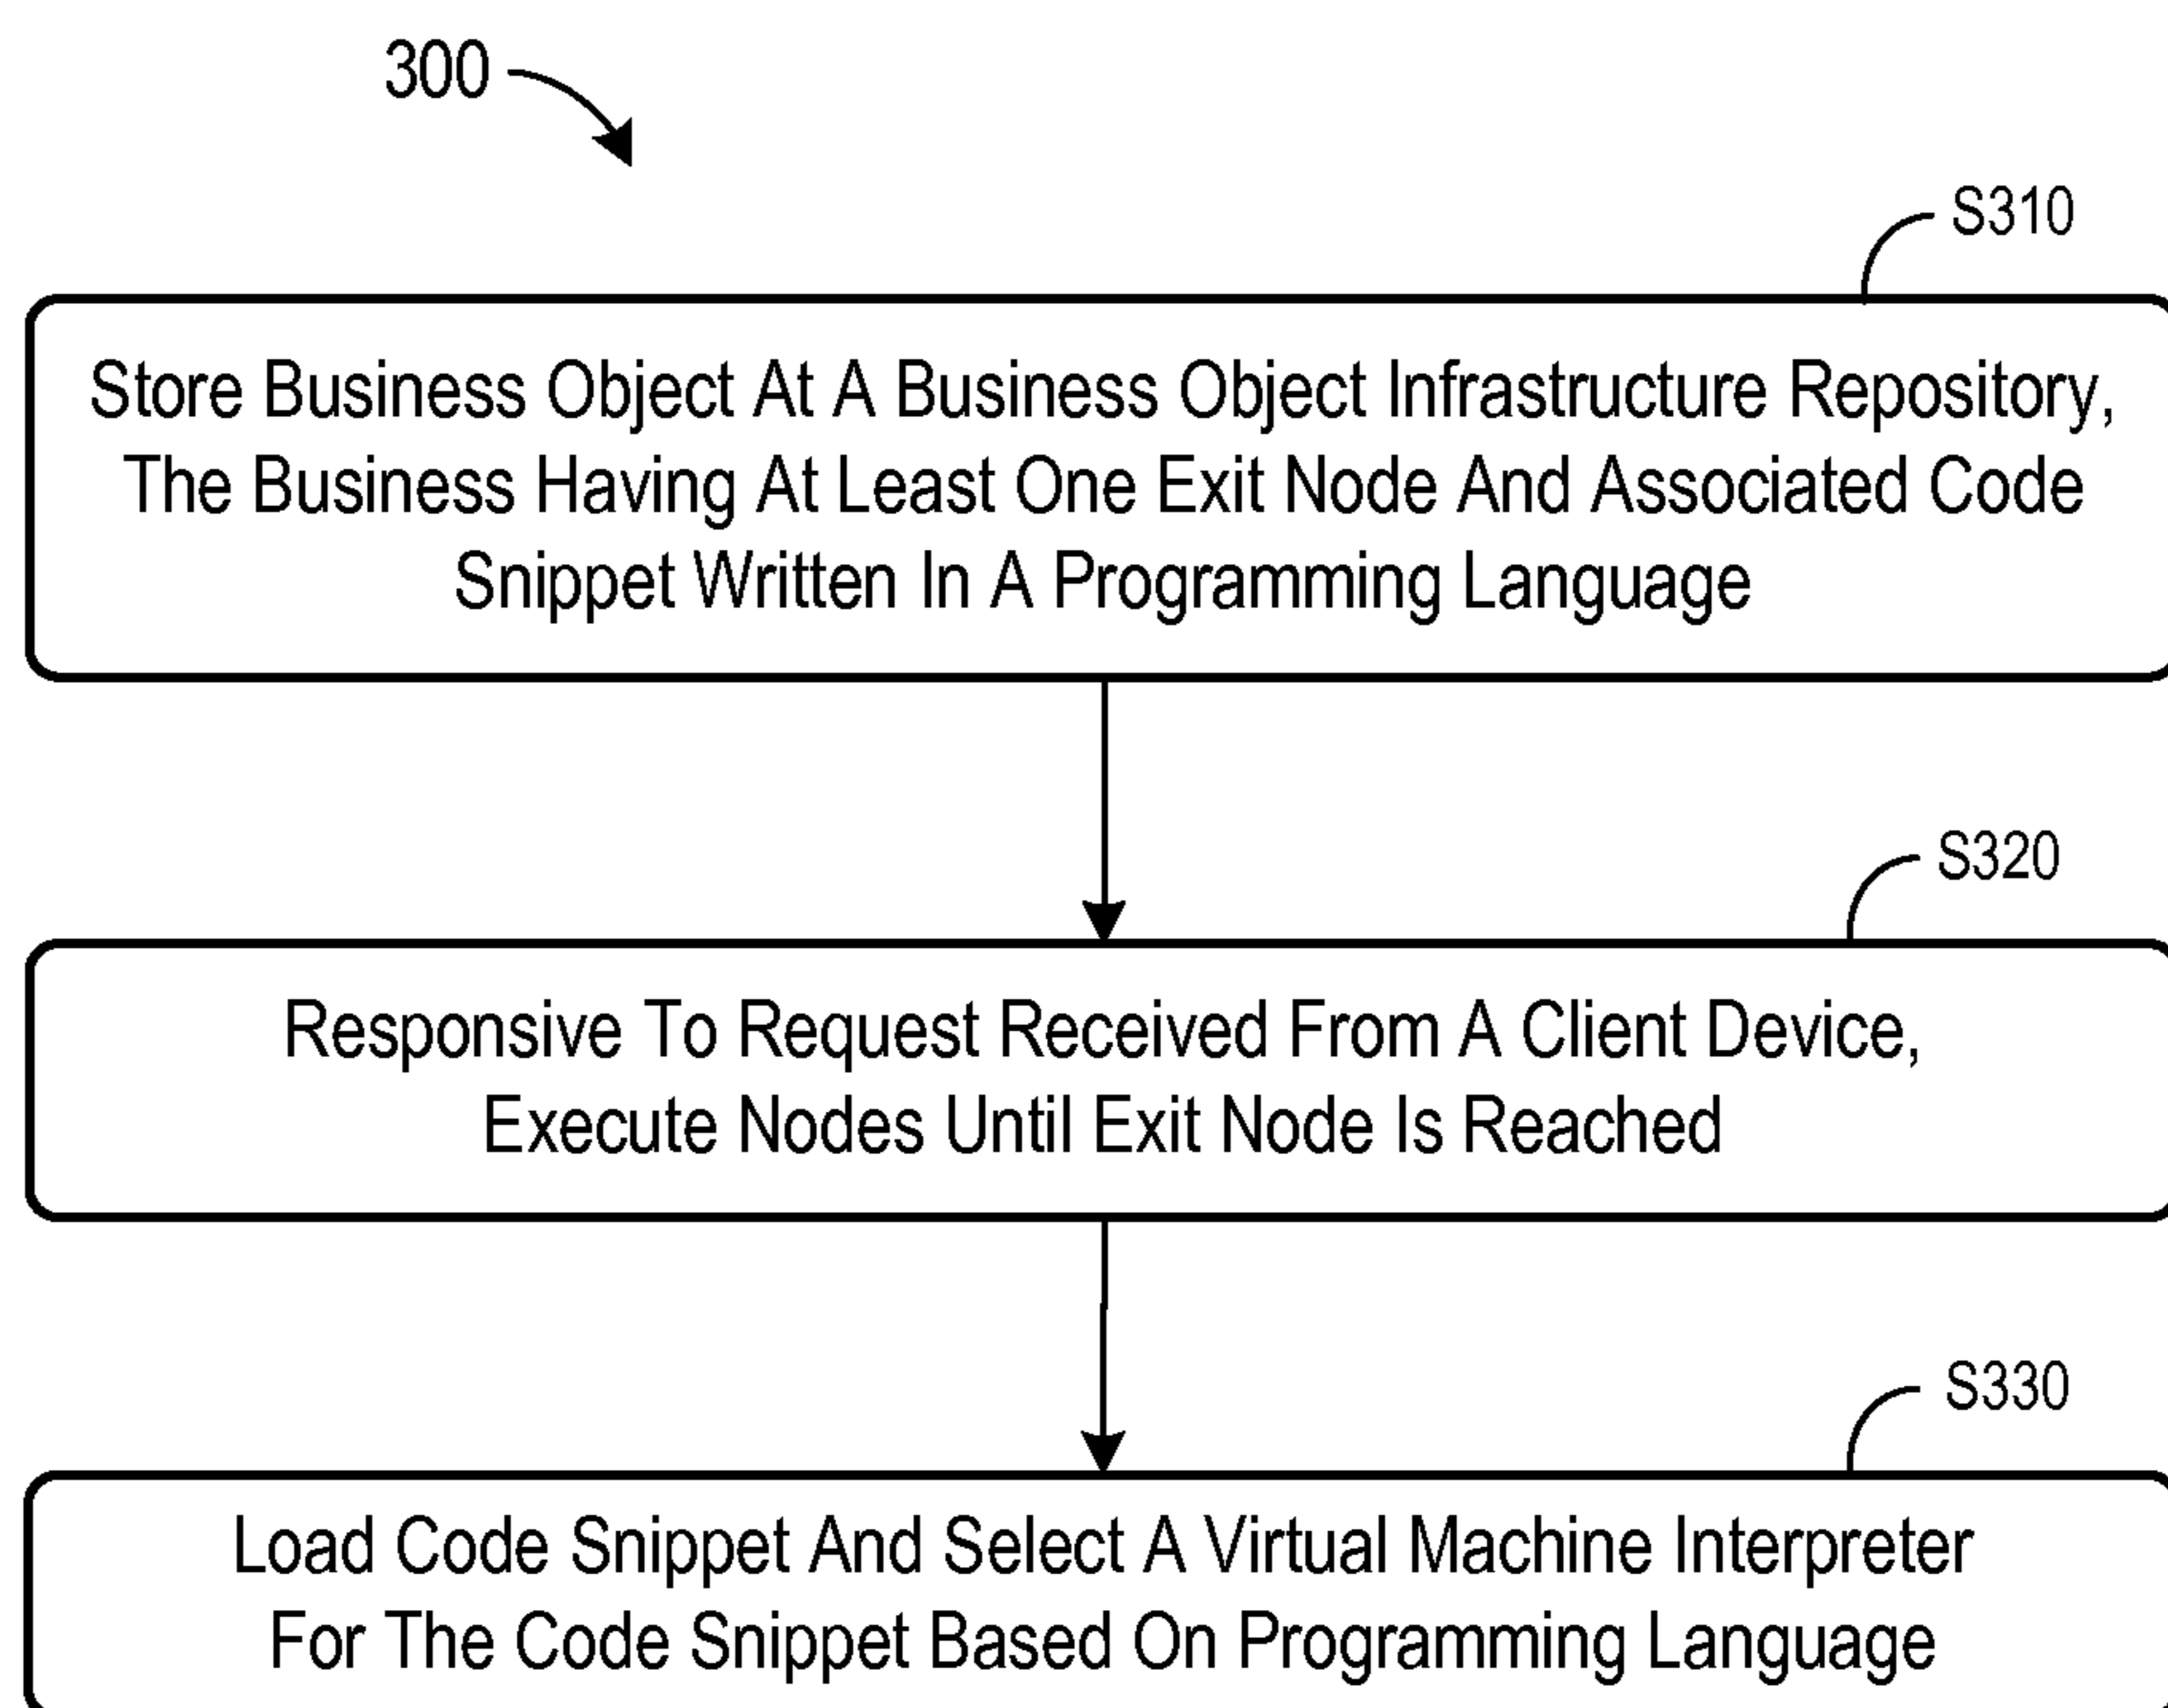 300
S310
Store Business Object At A Business Object Infrastructure Repository,
The Business Having At Least One Exit Node And Associated Code
Snippet Written In A Programming Language
S320
Responsive To Request Received From A Client Device,
Execute Nodes Until Exit Node Is Reached
S330
Load Code Snippet And Select A Virtual Machine Interpreter
For The Code Snippet Based On Programming Language